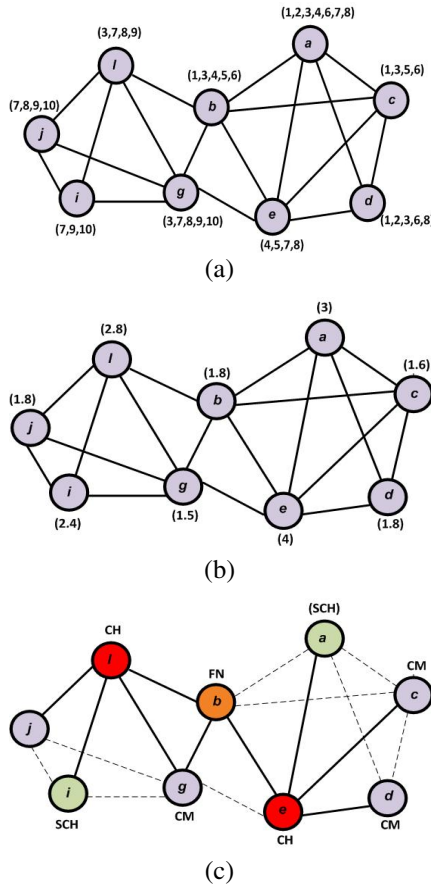 (1,2,3,4,6,7,8)
(3,7,8,9)
(1,3,4,5,6)
a
(1,3,5,6)
l
(7,8,9,10)
b
c
j
i
g
e
d
(7,9,10)
(3,7,8,9,10)
(4,5,7,8)
(1,2,3,6,8)
(a)
(3)
(2.8)
a
(1.8)
(1.6)
l
(1.8)
b
c
j
i
g
e
d
(2.4)
(1.5)
(4)
(1.8)
(b)
(SCH)
CH
a
l
FN
CM
b
c
j
i
g
e
d
SCH
CM
CH
CM
(c)